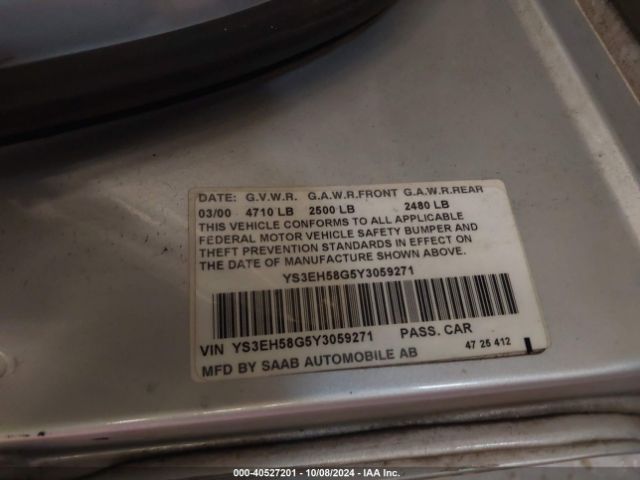 DATE: G.V.W.R. G.A.W.R.FRONT G.A.W.R.REAR
03/00 4710 LB 2500 LB 2480 LB
THIS VEHICLE CONFORMS TO ALL APPLICABLE
FEDERAL MOTOR VEHICLE SAFETY BUMPER AND
THEFT PREVENTION STANDARDS IN EFFECT ON
THE DATE OF MANUFACTURE SHOWN ABOVE.
YS3EH58G5Y3059271
VIN YS3EH58G5Y3059271 PASS. CAR
MFD BY SAAB AUTOMOBILE AB 47 25 412
000-40527201 - 10/08/2024 - IAA Inc.